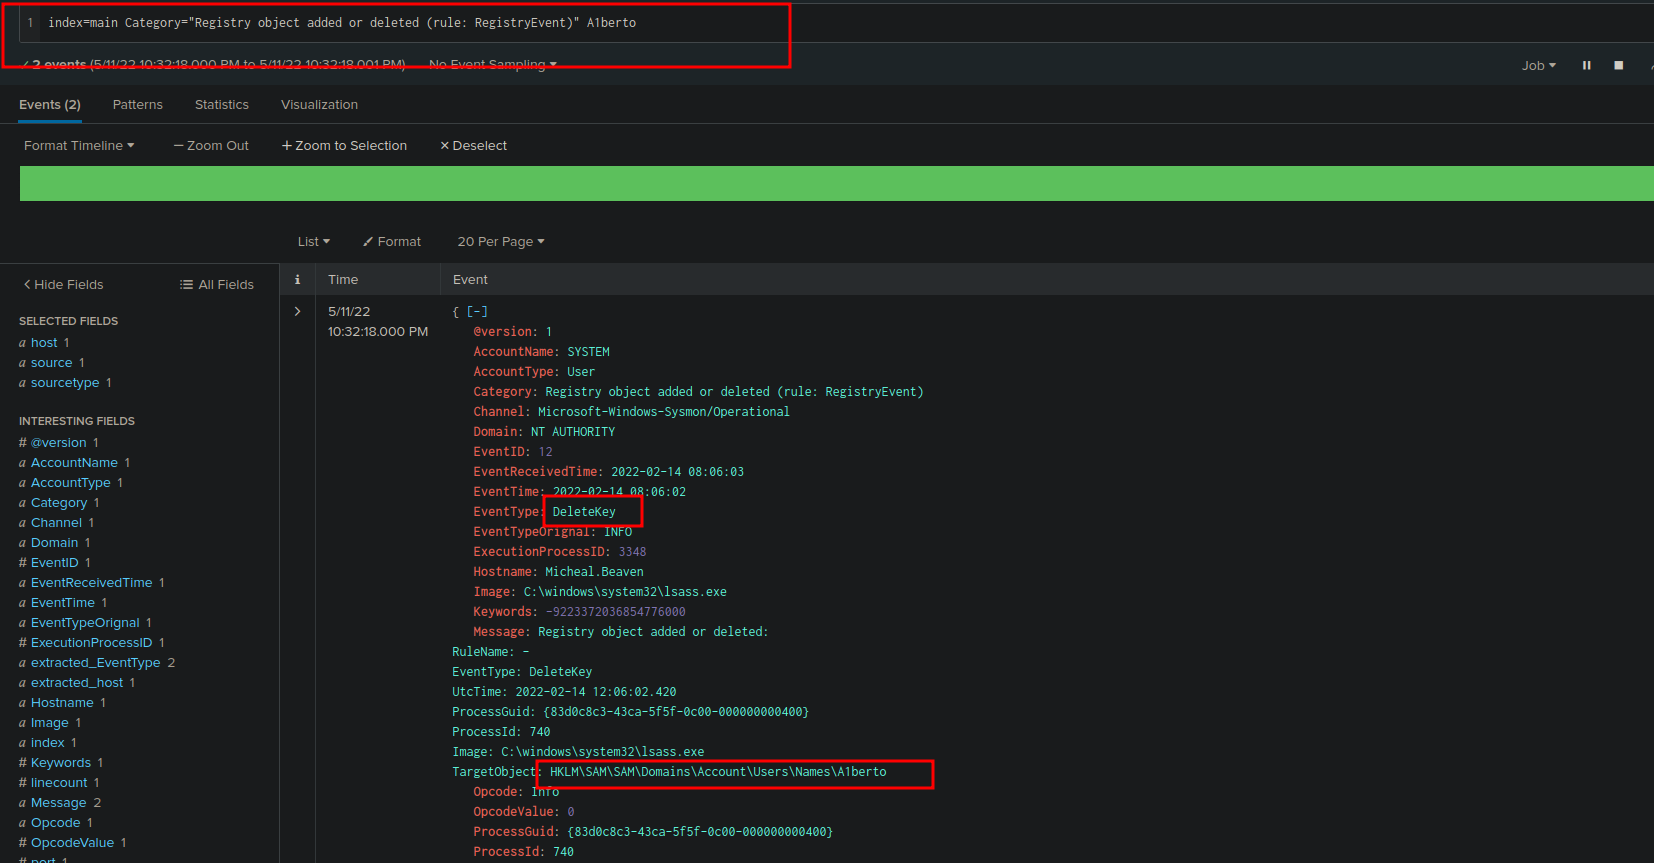 1 index=main Category="Registry object added or deleted (rule: RegistryEvent)" A1berto
✓ 2 events (5/11/22 10:32:18.000 PM to 5/11/22 10:32:18.001 PM) No Event Sampling
Job
Events (2) Patterns Statistics Visualization
Format Timeline — Zoom Out + Zoom to Selection × Deselect
List Format 20 Per Page
< Hide Fields All Fields
i Time Event
SELECTED FIELDS
a host 1
a source 1
a sourcetype 1
INTERESTING FIELDS
# @version 1
a AccountName 1
a AccountType 1
a Category 1
a Channel 1
a Domain 1
# EventID 1
a EventReceivedTime 1
a EventTime 1
a EventTypeOrignal 1
# ExecutionProcessID 1
a extracted_EventType 2
a extracted_host 1
a Hostname 1
a Image 1
a index 1
# Keywords 1
# linecount 1
a Message 2
a Opcode 1
# OpcodeValue 1
# port 1
> 5/11/22
10:32:18.000 PM
{ [-]
@version: 1
AccountName: SYSTEM
AccountType: User
Category: Registry object added or deleted (rule: RegistryEvent)
Channel: Microsoft-Windows-Sysmon/Operational
Domain: NT AUTHORITY
EventID: 12
EventReceivedTime: 2022-02-14 08:06:03
EventTime: 2022-02-14 08:06:02
EventType: DeleteKey
EventTypeOrignal: INFO
ExecutionProcessID: 3348
Hostname: Micheal.Beaven
Image: C:\windows\system32\lsass.exe
Keywords: -9223372036854776000
Message: Registry object added or deleted:
RuleName: -
EventType: DeleteKey
UtcTime: 2022-02-14 12:06:02.420
ProcessGuid: {83d0c8c3-43ca-5f5f-0c00-000000000400}
ProcessId: 740
Image: C:\windows\system32\lsass.exe
TargetObject: HKLM\SAM\SAM\Domains\Account\Users\Names\A1berto
Opcode: Info
OpcodeValue: 0
ProcessGuid: {83d0c8c3-43ca-5f5f-0c00-000000000400}
ProcessId: 740